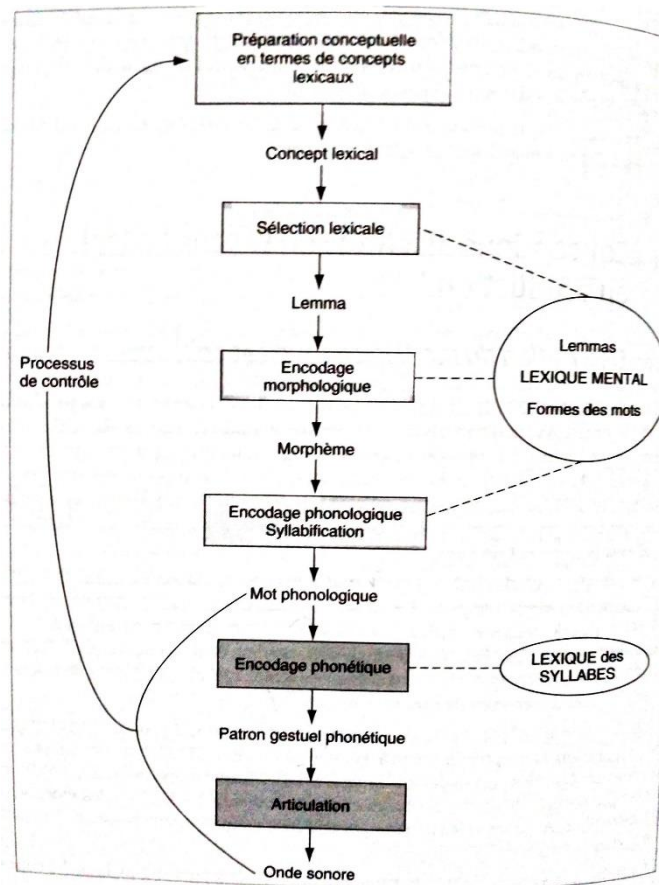 Préparation conceptuelle
en termes de concepts
lexicaux
Concept lexical
Sélection lexicale
Lemma
Processus
de contrôle
Encodage
morphologique
Lemmas
LEXIQUE MENTAL
Formes des mots
Morphème
Encodage phonologique
Syllabification
Mot phonologique
Encodage phonétique
LEXIQUE des
SYLLABES
Patron gestuel phonétique
Articulation
Onde sonore